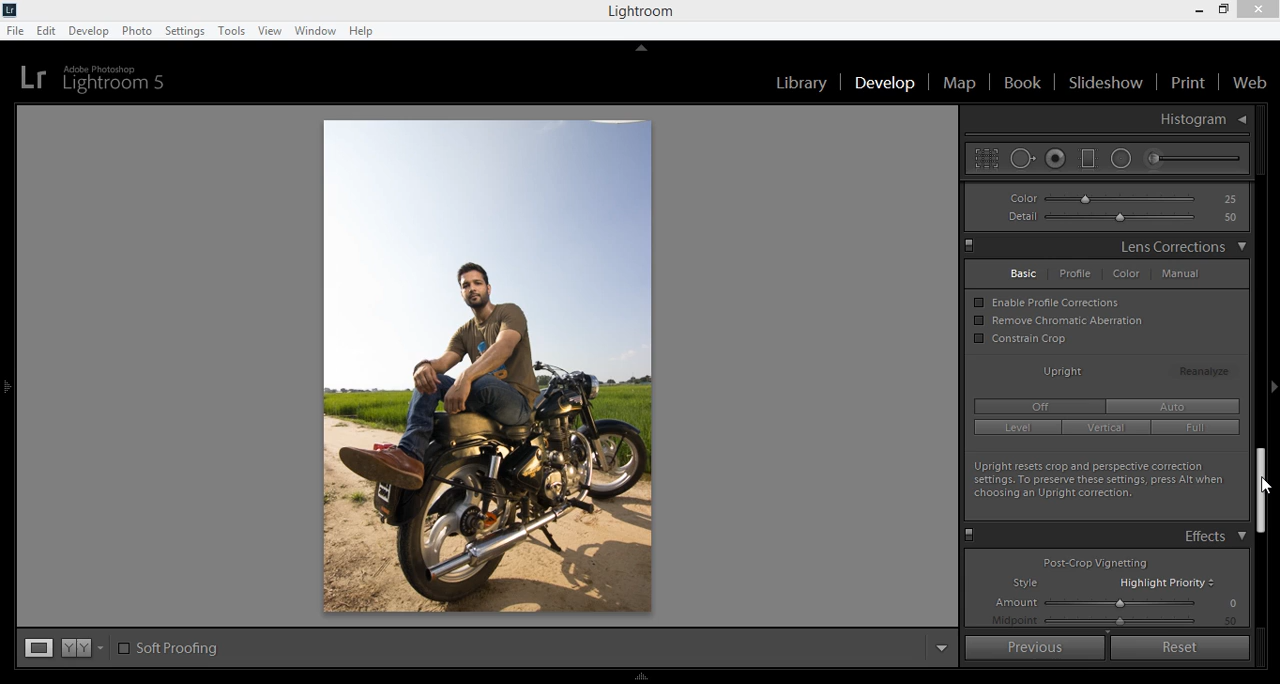 Lr
Lightroom
File Edit Develop Photo Settings Tools View Window Help
Lr Adobe Photoshop
Lightroom 5
Library Develop Map Book Slideshow Print Web
Histogram
Color 25
Detail 50
Lens Corrections
Basic Profile Color Manual
Enable Profile Corrections
Remove Chromatic Aberration
Constrain Crop
Upright Reanalyze
Off Auto
Level Vertical Full
Upright resets crop and perspective correction
settings. To preserve these settings, press Alt when
choosing an Upright correction.
Effects
Post-Crop Vignetting
Style Highlight Priority
Amount 0
Midpoint 50
YY Soft Proofing
Previous Reset